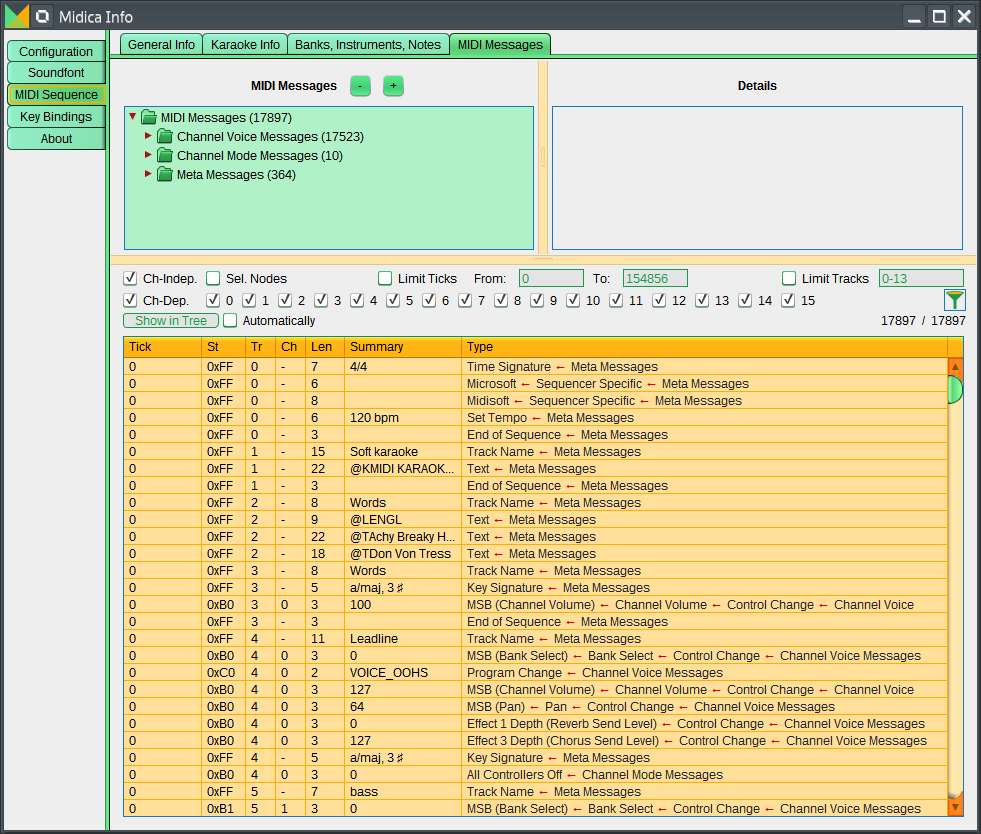 Midica Info
Configuration
Soundfont
MIDI Sequence
Key Bindings
About
General Info Karaoke Info Banks, Instruments, Notes MIDI Messages
MIDI Messages - + Details
MIDI Messages (17897)
Channel Voice Messages (17523)
Channel Mode Messages (10)
Meta Messages (364)
Ch-Indep. Sel. Nodes Limit Ticks From: 0 To: 154856 Limit Tracks 0-13
Ch-Dep. 0 1 2 3 4 5 6 7 8 9 10 11 12 13 14 15
Show in Tree Automatically 17897 / 17897
Tick St Tr Ch Len Summary Type
0 0xFF 0 - 7 4/4 Time Signature ← Meta Messages
0 0xFF 0 - 6 Microsoft ← Sequencer Specific ← Meta Messages
0 0xFF 0 - 8 Midisoft ← Sequencer Specific ← Meta Messages
0 0xFF 0 - 6 120 bpm Set Tempo ← Meta Messages
0 0xFF 0 - 3 End of Sequence ← Meta Messages
0 0xFF 1 - 15 Soft karaoke Track Name ← Meta Messages
0 0xFF 1 - 22 @KMIDI KARAOK... Text ← Meta Messages
0 0xFF 1 - 3 End of Sequence ← Meta Messages
0 0xFF 2 - 8 Words Track Name ← Meta Messages
0 0xFF 2 - 9 @LENGL Text ← Meta Messages
0 0xFF 2 - 22 @TAchy Breaky H... Text ← Meta Messages
0 0xFF 2 - 18 @TDon Von Tress Text ← Meta Messages
0 0xFF 3 - 8 Words Track Name ← Meta Messages
0 0xFF 3 - 5 a/maj, 3 ♯ Key Signature ← Meta Messages
0 0xB0 3 0 3 100 MSB (Channel Volume) ← Channel Volume ← Control Change ← Channel Voice
0 0xFF 3 - 3 End of Sequence ← Meta Messages
0 0xFF 4 - 11 Leadline Track Name ← Meta Messages
0 0xB0 4 0 3 0 MSB (Bank Select) ← Bank Select ← Control Change ← Channel Voice Messages
0 0xC0 4 0 2 VOICE_OOHS Program Change ← Channel Voice Messages
0 0xB0 4 0 3 127 MSB (Channel Volume) ← Channel Volume ← Control Change ← Channel Voice
0 0xB0 4 0 3 64 MSB (Pan) ← Pan ← Control Change ← Channel Voice Messages
0 0xB0 4 0 3 0 Effect 1 Depth (Reverb Send Level) ← Control Change ← Channel Voice Messages
0 0xB0 4 0 3 127 Effect 3 Depth (Chorus Send Level) ← Control Change ← Channel Voice Messages
0 0xFF 4 - 5 a/maj, 3 ♯ Key Signature ← Meta Messages
0 0xB0 4 0 3 0 All Controllers Off ← Channel Mode Messages
0 0xFF 5 - 7 bass Track Name ← Meta Messages
0 0xB1 5 1 3 0 MSB (Bank Select) ← Bank Select ← Control Change ← Channel Voice Messages